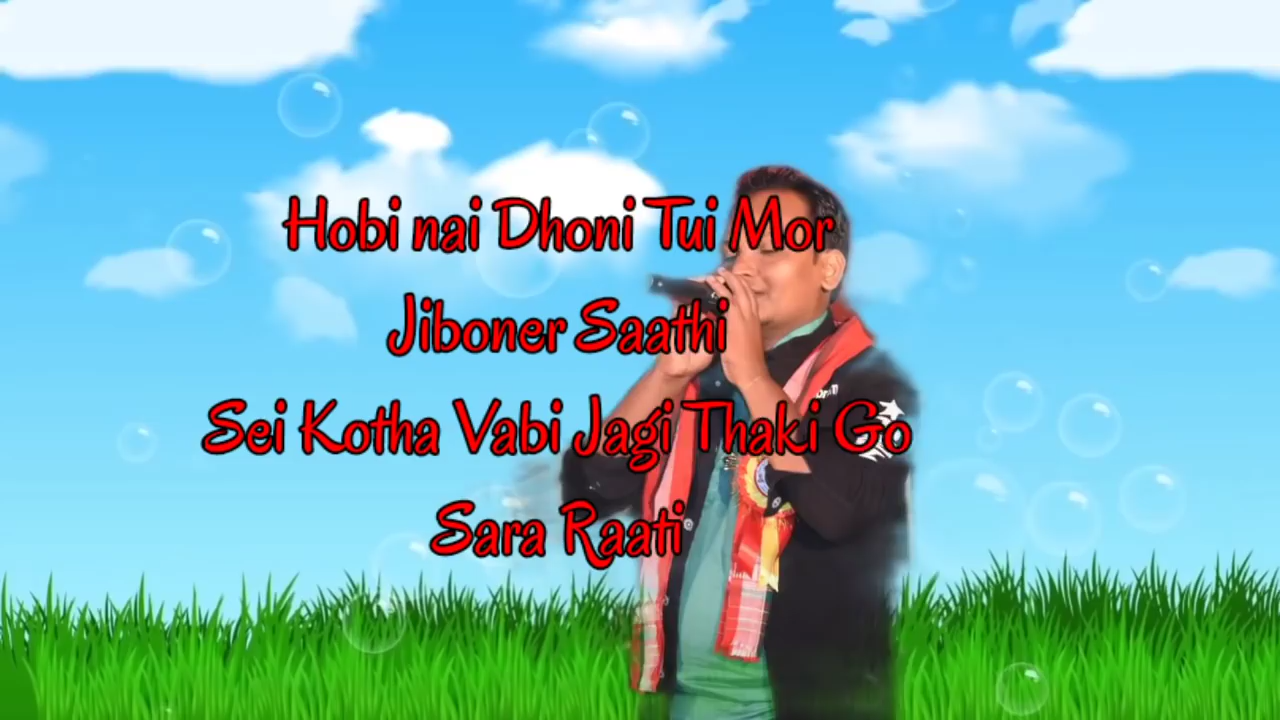 Hobi nai Dhoni Tui Mor
Jiboner Saathi
Sei Kotha Vabi Jagi Thaki Go
Sara Raati